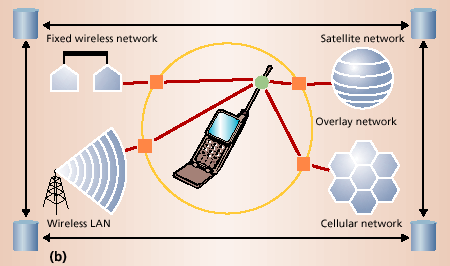 Fixed wireless network
Satellite network
Overlay network
Wireless LAN
Cellular network
(b)